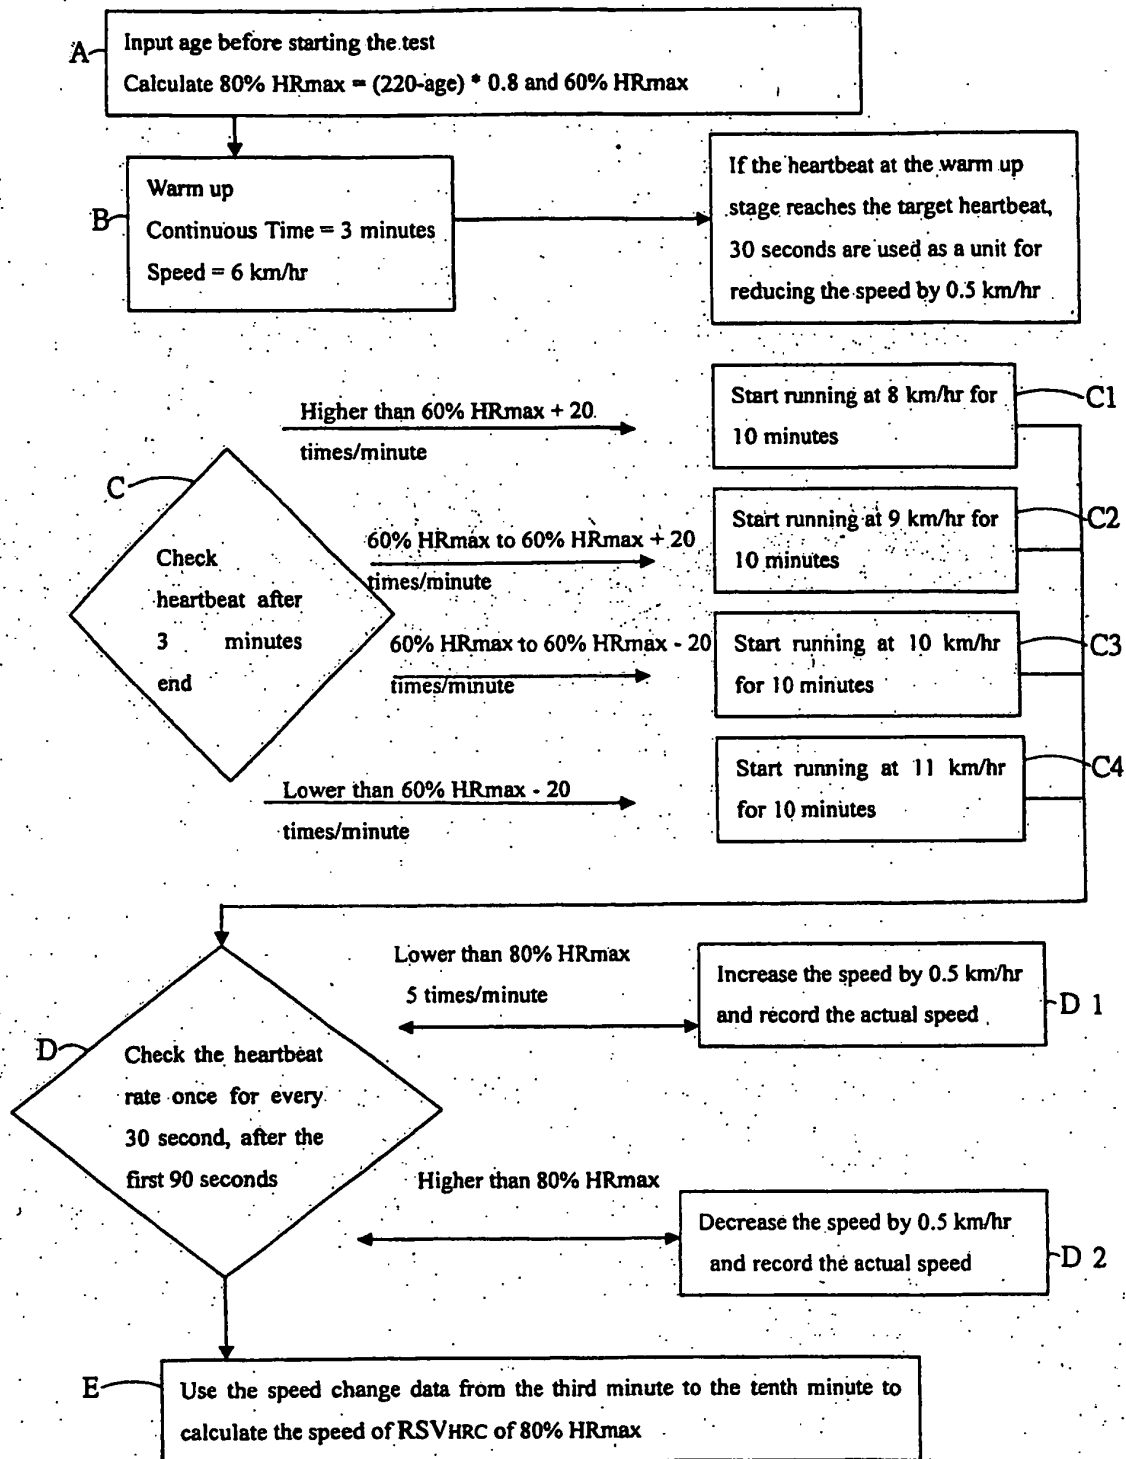 A
Input age before starting the test
Calculate 80% HRmax = (220-age) * 0.8 and 60% HRmax
B
Warm up
Continuous Time = 3 minutes
Speed = 6 km/hr
If the heartbeat at the warm up
stage reaches the target heartbeat,
30 seconds are used as a unit for
reducing the speed by 0.5 km/hr
C
Check
heartbeat after
3 minutes
end
Higher than 60% HRmax + 20
times/minute
Start running at 8 km/hr for
10 minutes
C1
60% HRmax to 60% HRmax + 20
times/minute
Start running at 9 km/hr for
10 minutes
C2
60% HRmax to 60% HRmax - 20
times/minute
Start running at 10 km/hr
for 10 minutes
C3
Lower than 60% HRmax - 20
times/minute
Start running at 11 km/hr
for 10 minutes
C4
D
Check the heartbeat
rate once for every
30 second, after the
first 90 seconds
Lower than 80% HRmax
5 times/minute
Increase the speed by 0.5 km/hr
and record the actual speed
D 1
Higher than 80% HRmax
Decrease the speed by 0.5 km/hr
and record the actual speed
D 2
E
Use the speed change data from the third minute to the tenth minute to
calculate the speed of RSVHRC of 80% HRmax